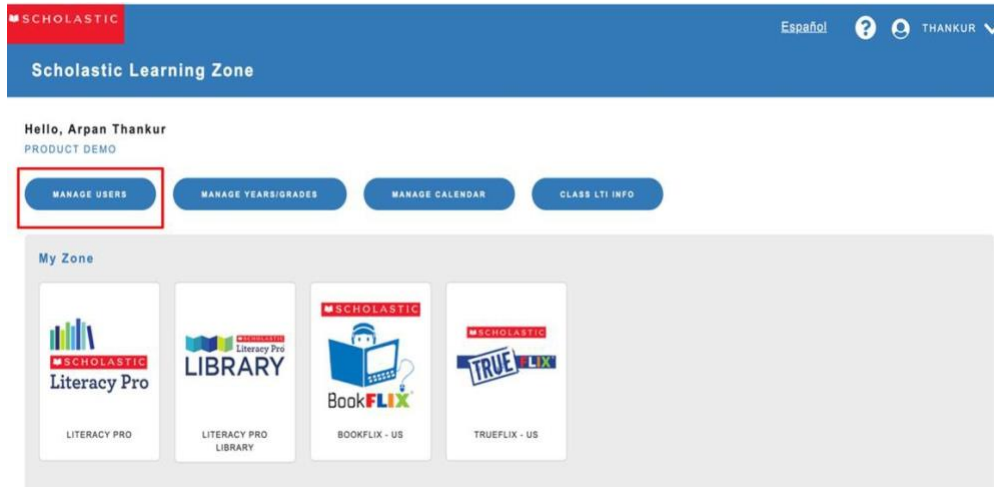 SCHOLASTIC
Español
?
THANKUR
Scholastic Learning Zone
Hello, Arpan Thankur
PRODUCT DEMO
MANAGE USERS
MANAGE YEARS/GRADES
MANAGE CALENDAR
CLASS LTI INFO
My Zone
SCHOLASTIC
Literacy Pro
LITERACY PRO
SCHOLASTIC
Literacy Pro
LIBRARY
LITERACY PRO
LIBRARY
SCHOLASTIC
BookFLIX
BOOKFLIX - US
SCHOLASTIC
TRUEFLIX
TRUEFLIX - US